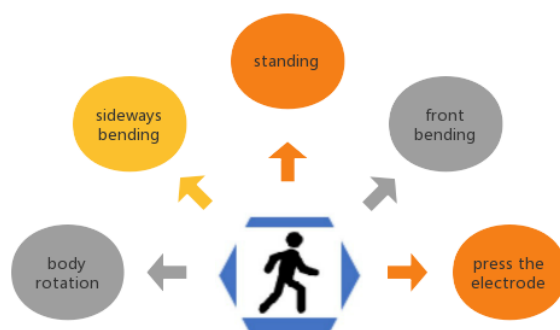 standing
sideways
bending
front
bending
body
rotation
press the
electrode